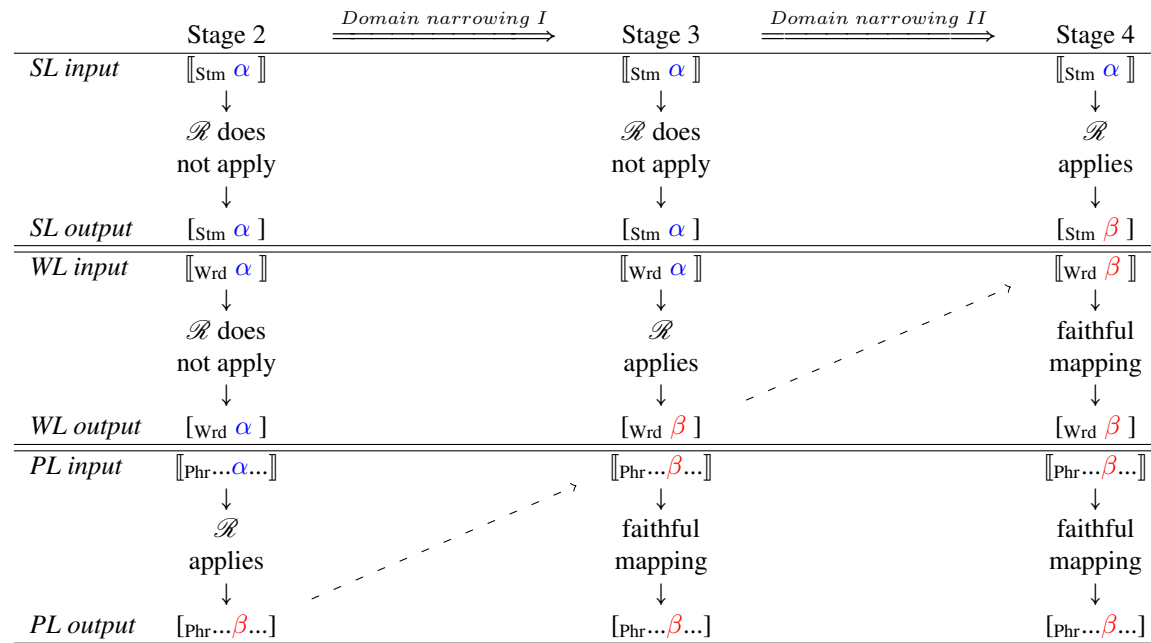 Domain narrowing I Domain narrowing II
Stage 2 ⟹ Stage 3 ⟹ Stage 4
SL input ⟦Stm α ⟧ ⟦Stm α ⟧ ⟦Stm α ⟧
↓ ↓ ↓
ℛ does ℛ does ℛ
not apply not apply applies
↓ ↓ ↓
SL output [Stm α ] [Stm α ] [Stm β ]
WL input ⟦Wrd α ⟧ ⟦Wrd α ⟧ ⟦Wrd β ⟧
↓ ↓ ↓
ℛ does ℛ faithful
not apply applies mapping
↓ ↓ ↓
WL output [Wrd α ] [Wrd β ] [Wrd β ]
PL input ⟦Phr...α...⟧ ⟦Phr...β...⟧ ⟦Phr...β...⟧
↓ ↓ ↓
ℛ faithful faithful
applies mapping mapping
↓ ↓ ↓
PL output [Phr...β...] [Phr...β...] [Phr...β...]